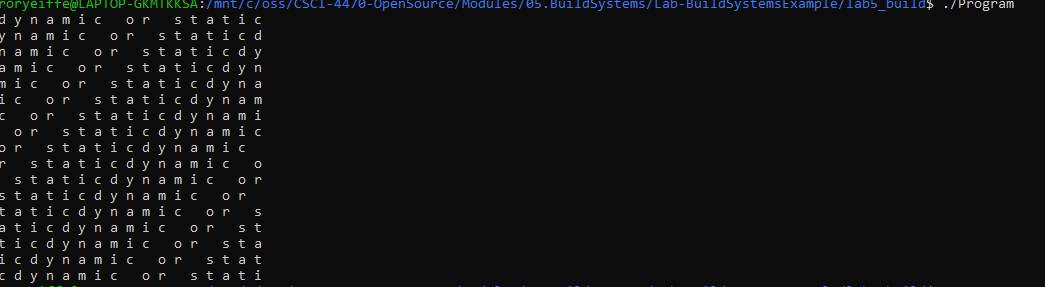 roryeiffe@LAPTOP-GKMTKKSA:/mnt/c/oss/CSCI-4470-OpenSource/Modules/05.BuildSystems/Lab-BuildSystemsExample/lab5_build$ ./Program
d y n a m i c   o r   s t a t i c
y n a m i c   o r   s t a t i c d
n a m i c   o r   s t a t i c d y
a m i c   o r   s t a t i c d y n
m i c   o r   s t a t i c d y n a
i c   o r   s t a t i c d y n a m
c   o r   s t a t i c d y n a m i
  o r   s t a t i c d y n a m i c
o r   s t a t i c d y n a m i c
r   s t a t i c d y n a m i c   o
  s t a t i c d y n a m i c   o r
s t a t i c d y n a m i c   o r
t a t i c d y n a m i c   o r   s
a t i c d y n a m i c   o r   s t
t i c d y n a m i c   o r   s t a
i c d y n a m i c   o r   s t a t
c d y n a m i c   o r   s t a t i